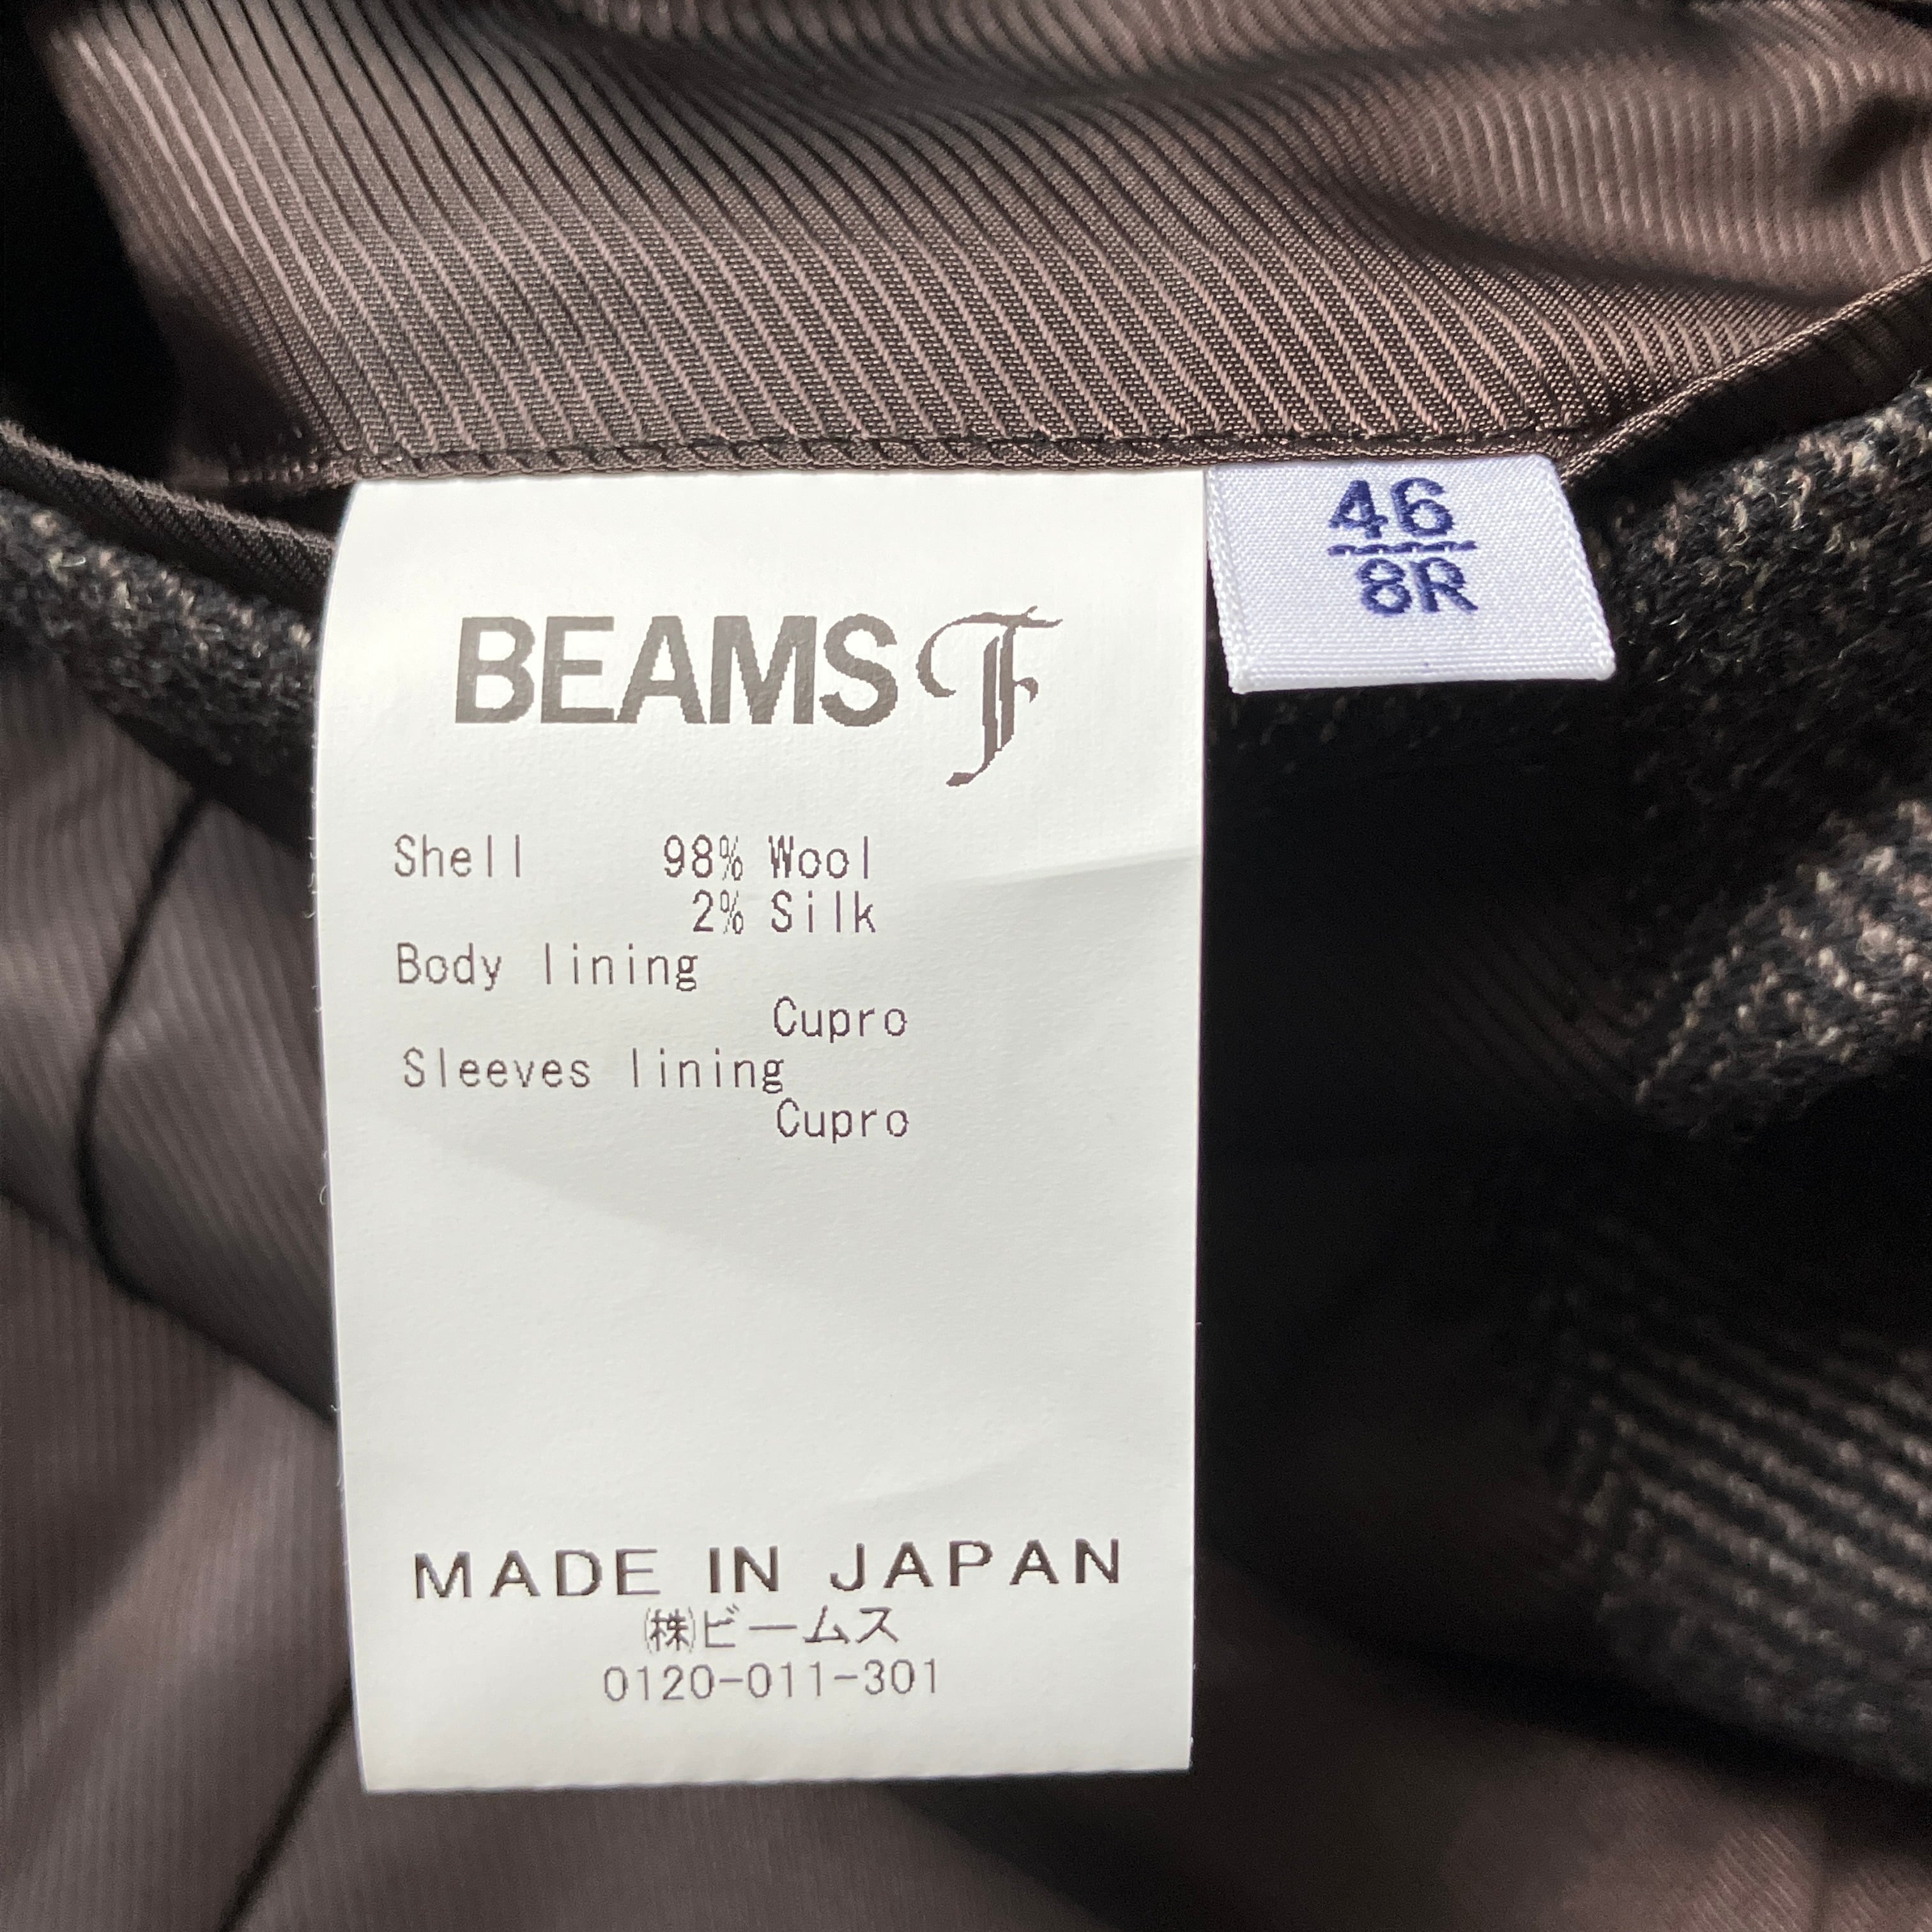 46
8R
BEAMS F
Shell 98% Wool
2% Silk
Body lining
Cupro
Sleeves lining
Cupro
MADE IN JAPAN
㈱ビームス
0120-011-301